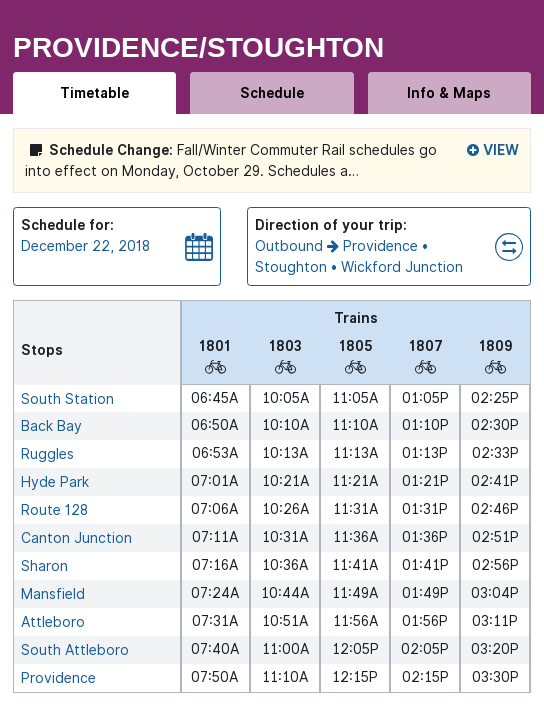 PROVIDENCE/STOUGHTON
Timetable Schedule Info & Maps
Schedule Change: Fall/Winter Commuter Rail schedules go VIEW
into effect on Monday, October 29. Schedules a...
Schedule for:
December 22, 2018
Direction of your trip:
Outbound → Providence •
Stoughton • Wickford Junction
Stops
Trains
1801 1803 1805 1807 1809
South Station 06:45A 10:05A 11:05A 01:05P 02:25P
Back Bay 06:50A 10:10A 11:10A 01:10P 02:30P
Ruggles 06:53A 10:13A 11:13A 01:13P 02:33P
Hyde Park 07:01A 10:21A 11:21A 01:21P 02:41P
Route 128 07:06A 10:26A 11:31A 01:31P 02:46P
Canton Junction 07:11A 10:31A 11:36A 01:36P 02:51P
Sharon 07:16A 10:36A 11:41A 01:41P 02:56P
Mansfield 07:24A 10:44A 11:49A 01:49P 03:04P
Attleboro 07:31A 10:51A 11:56A 01:56P 03:11P
South Attleboro 07:40A 11:00A 12:05P 02:05P 03:20P
Providence 07:50A 11:10A 12:15P 02:15P 03:30P